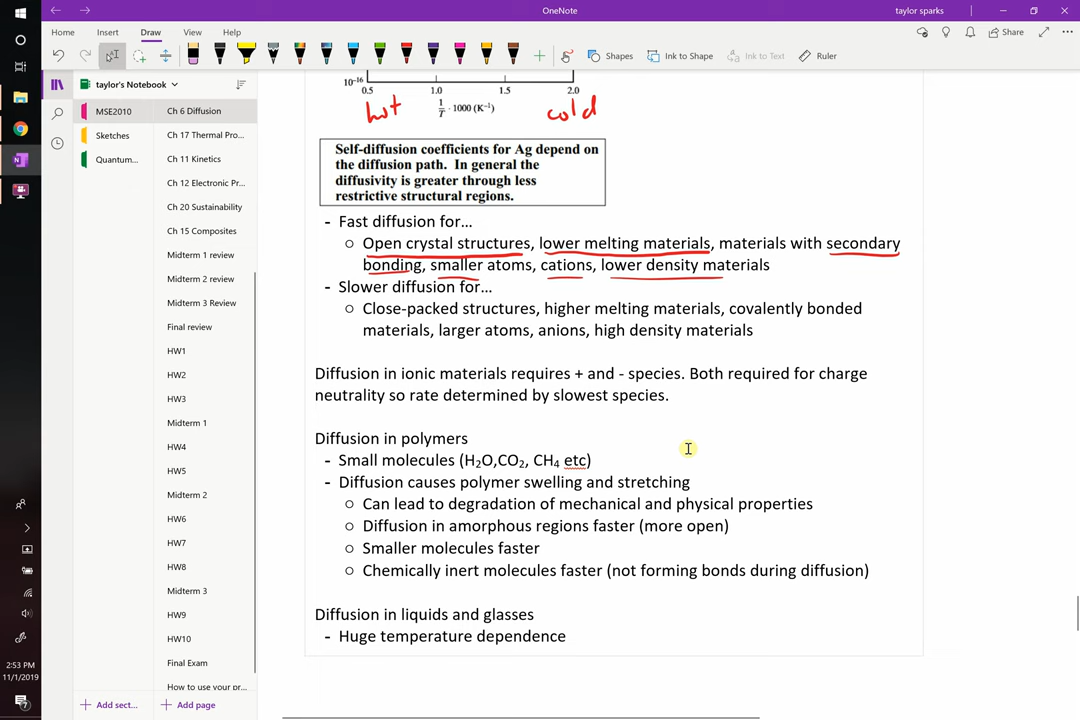 OneNote
taylor sparks
Home
Insert
Draw
View
Help
Share
Shapes
Ink to Shape
Ink to Text
Ruler
taylor's Notebook
MSE2010
Sketches
Quantum...
Ch 6 Diffusion
Ch 17 Thermal Pro...
Ch 11 Kinetics
Ch 12 Electronic Pr...
Ch 20 Sustainability
Ch 15 Composites
Midterm 1 review
Midterm 2 review
Midterm 3 Review
Final review
HW1
HW2
HW3
Midterm 1
HW4
HW5
Midterm 2
HW6
HW7
HW8
Midterm 3
HW9
HW10
Final Exam
How to use your pr...
Add sect...
Add page
10⁻¹⁶
0.5 1.0 1.5 2.0
1/T · 1000 (K⁻¹)
hot cold
Self-diffusion coefficients for Ag depend on
the diffusion path. In general the
diffusivity is greater through less
restrictive structural regions.
- Fast diffusion for...
○ Open crystal structures, lower melting materials, materials with secondary
bonding, smaller atoms, cations, lower density materials
- Slower diffusion for...
○ Close-packed structures, higher melting materials, covalently bonded
materials, larger atoms, anions, high density materials
Diffusion in ionic materials requires + and - species. Both required for charge
neutrality so rate determined by slowest species.
Diffusion in polymers
- Small molecules (H₂O,CO₂, CH₄ etc)
- Diffusion causes polymer swelling and stretching
○ Can lead to degradation of mechanical and physical properties
○ Diffusion in amorphous regions faster (more open)
○ Smaller molecules faster
○ Chemically inert molecules faster (not forming bonds during diffusion)
Diffusion in liquids and glasses
- Huge temperature dependence
2:53 PM
11/1/2019
7